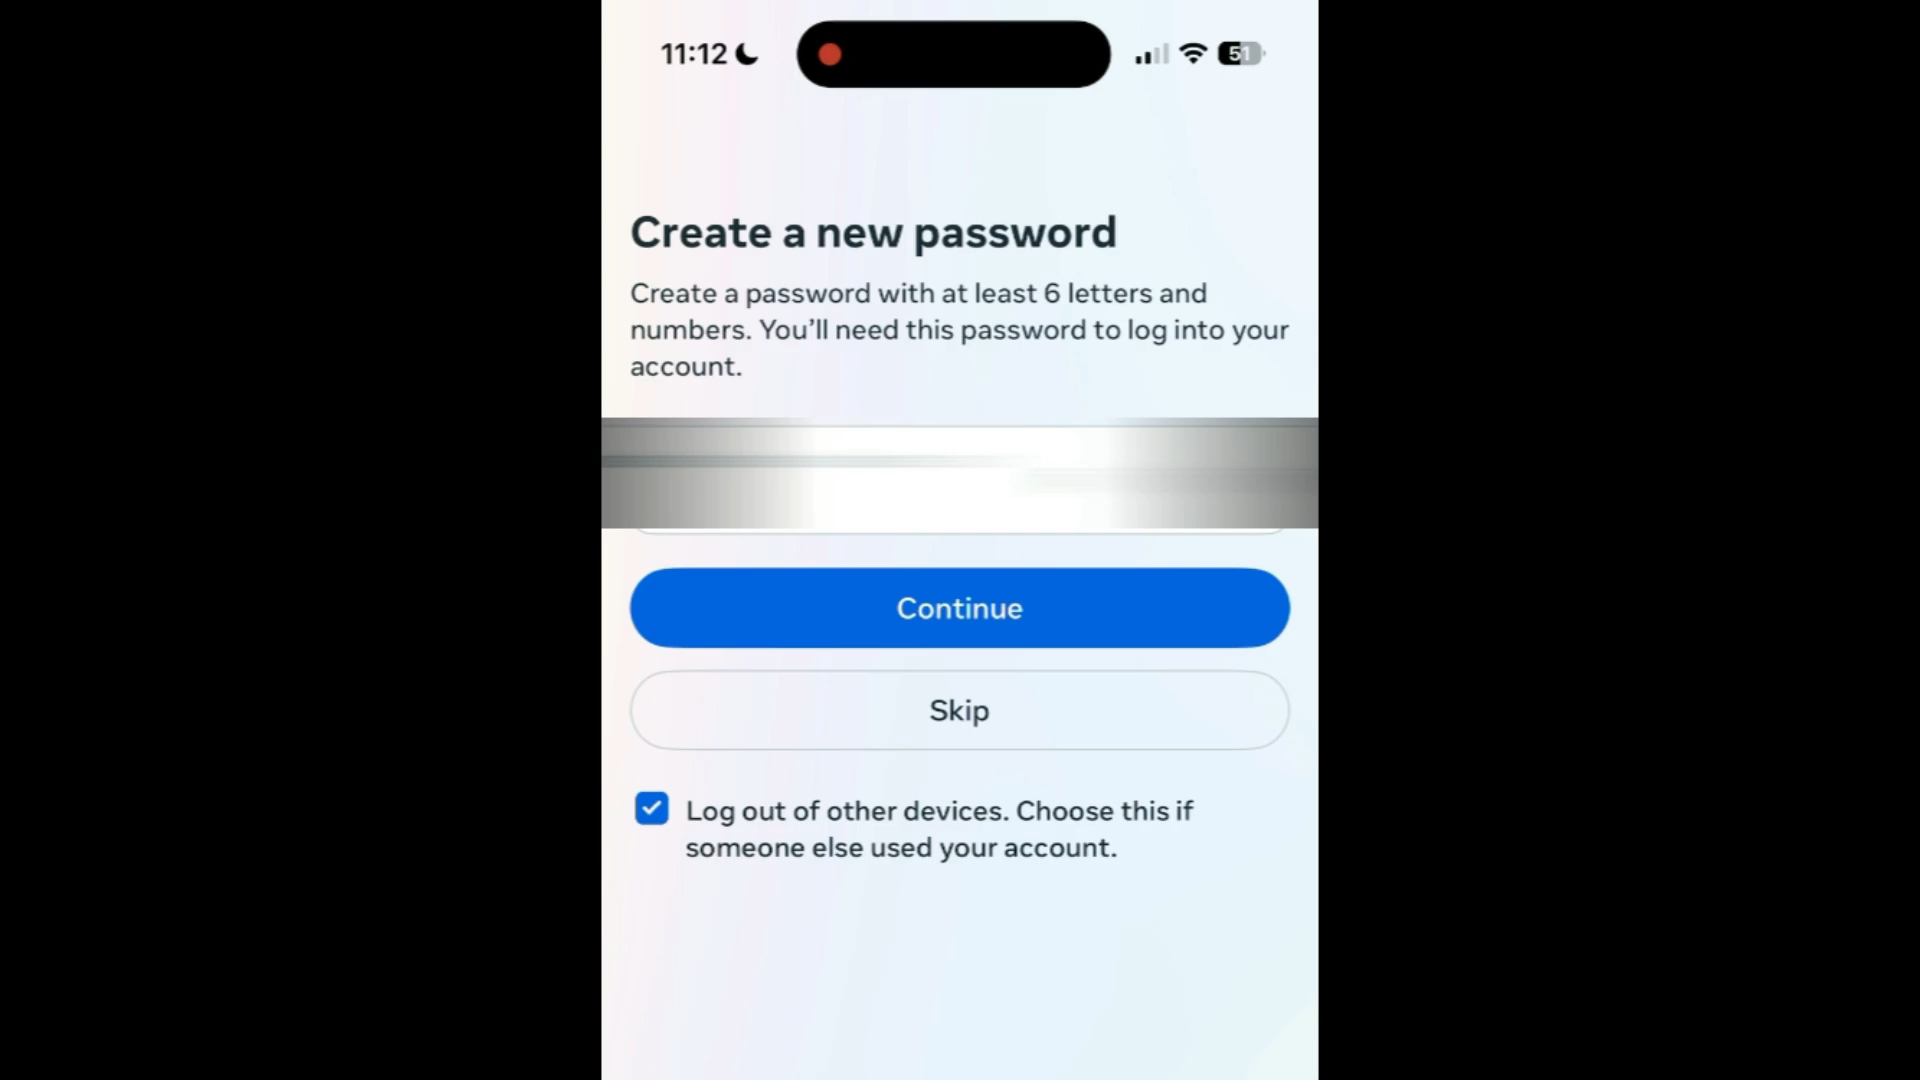 11:12
51
Create a new password
Create a password with at least 6 letters and
numbers. You’ll need this password to log into your
account.
Continue
Skip
Log out of other devices. Choose this if
someone else used your account.